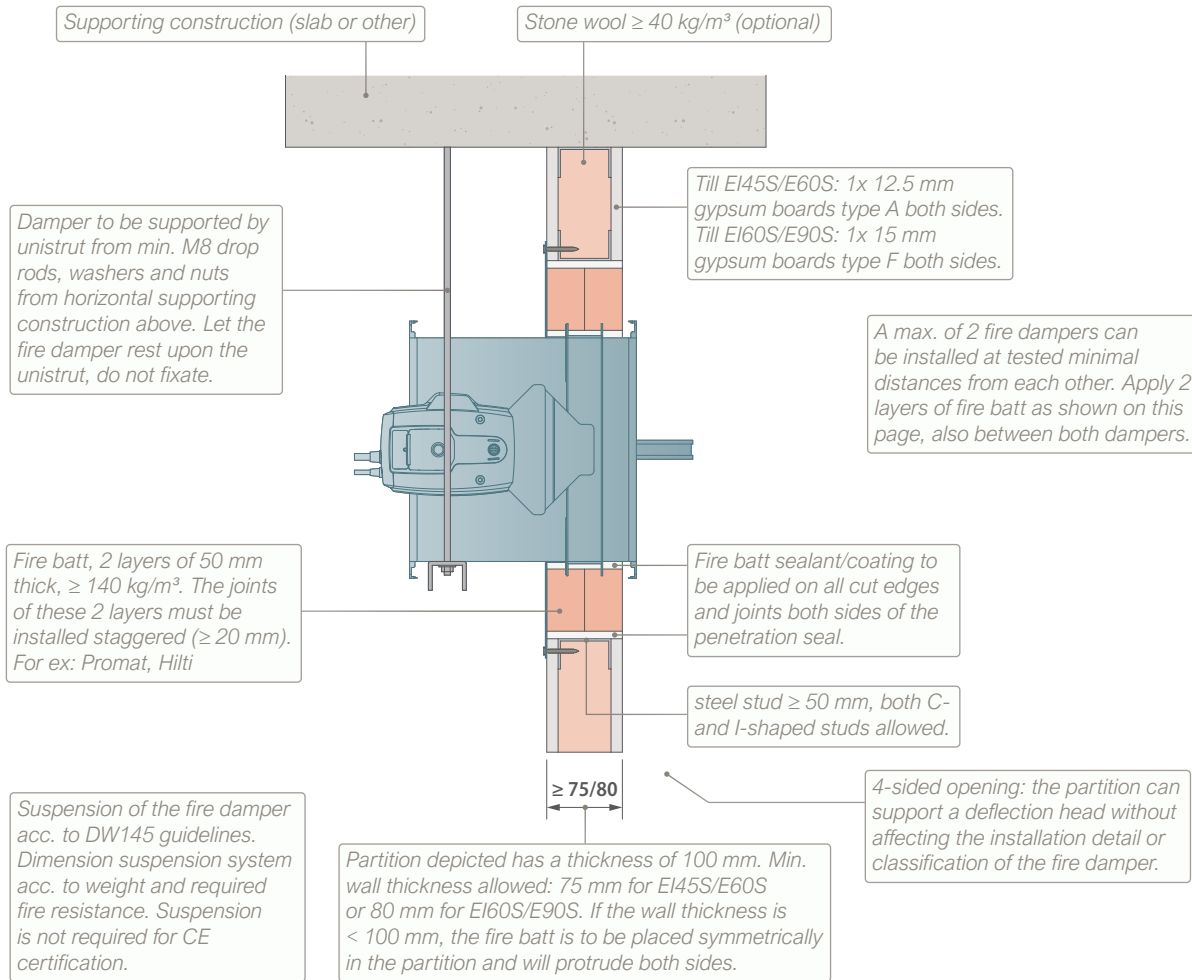 Supporting construction (slab or other)
Stone wool ≥ 40 kg/m³ (optional)
Till EI45S/E60S: 1x 12.5 mm
gypsum boards type A both sides.
Till EI60S/E90S: 1x 15 mm
gypsum boards type F both sides.
Damper to be supported by
unistrut from min. M8 drop
rods, washers and nuts
from horizontal supporting
construction above. Let the
fire damper rest upon the
unistrut, do not fixate.
A max. of 2 fire dampers can
be installed at tested minimal
distances from each other. Apply 2
layers of fire batt as shown on this
page, also between both dampers.
Fire batt, 2 layers of 50 mm
thick, ≥ 140 kg/m³. The joints
of these 2 layers must be
installed staggered (≥ 20 mm).
For ex: Promat, Hilti
Fire batt sealant/coating to
be applied on all cut edges
and joints both sides of the
penetration seal.
steel stud ≥ 50 mm, both C-
and I-shaped studs allowed.
≥ 75/80
4-sided opening: the partition can
support a deflection head without
affecting the installation detail or
classification of the fire damper.
Suspension of the fire damper
acc. to DW145 guidelines.
Dimension suspension system
acc. to weight and required
fire resistance. Suspension
is not required for CE
certification.
Partition depicted has a thickness of 100 mm. Min.
wall thickness allowed: 75 mm for EI45S/E60S
or 80 mm for EI60S/E90S. If the wall thickness is
< 100 mm, the fire batt is to be placed symmetrically
in the partition and will protrude both sides.